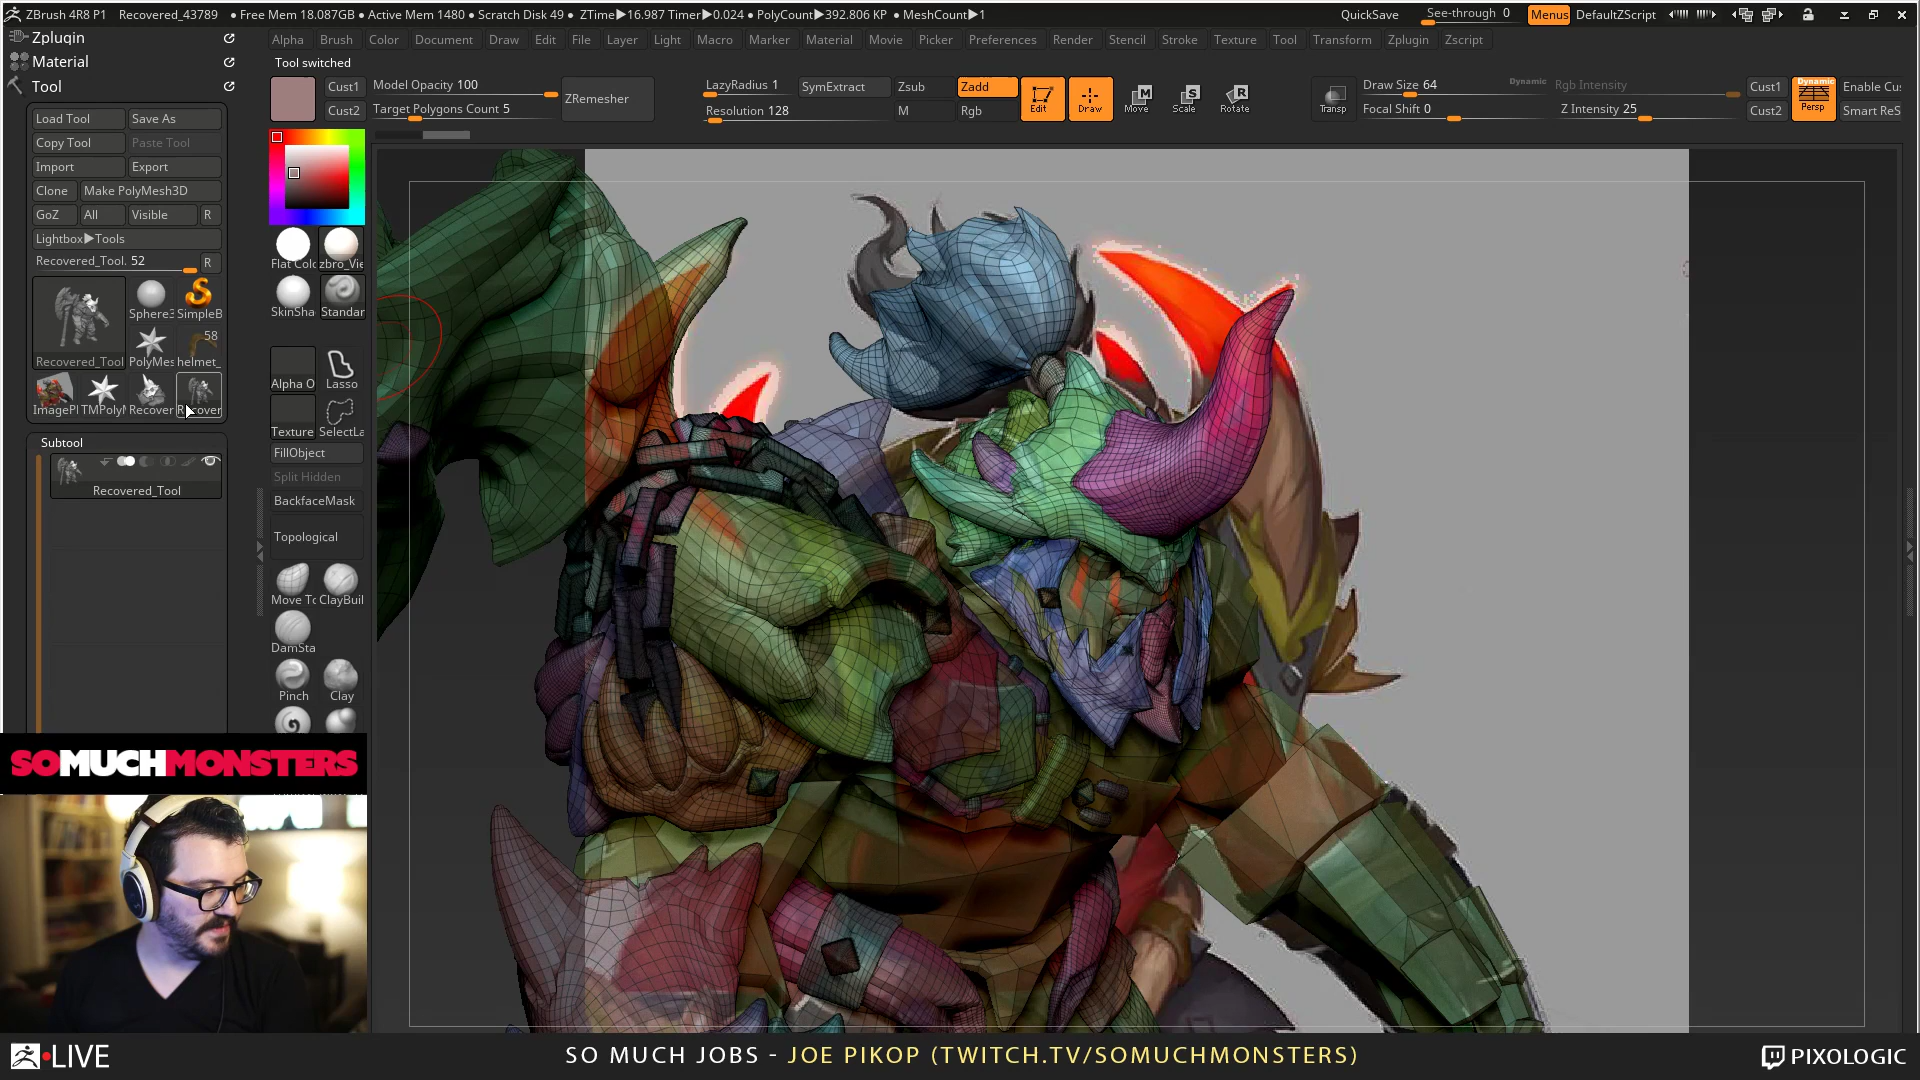 ZBrush 4R8 P1 Recovered_43789 • Free Mem 18.087GB • Active Mem 1480 • Scratch Disk 49 • ZTime▶16.987 Timer▶0.024 • PolyCount▶392.806 KP • MeshCount▶1 QuickSave See-through 0 Menus DefaultZScript
Zplugin
Material
Tool
Alpha Brush Color Document Draw Edit File Layer Light Macro Marker Material Movie Picker Preferences Render Stencil Stroke Texture Tool Transform Zplugin Zscript
Tool switched
Cust1 Model Opacity 100 ZRemesher LazyRadius 1 SymExtract Zsub Zadd Edit Draw Move Scale Rotate Transp Draw Size 64 Dynamic Rgb Intensity Cust1 Dynamic Enable Cus
Cust2 Target Polygons Count 5 Resolution 128 M Rgb Focal Shift 0 Z Intensity 25 Cust2 Persp Smart ReS
Load Tool Save As
Copy Tool Paste Tool
Import Export
Clone Make PolyMesh3D
GoZ All Visible R
Lightbox▶Tools
Recovered_Tool. 52 R
Sphere3 SimpleB
58
Recovered_Tool PolyMes helmet_
ImagePl TMPolyM Recover Recover
Subtool
Recovered_Tool
Flat Colo zbro_Vie
SkinSha Standar
Alpha O Lasso
Texture SelectLa
FillObject
Split Hidden
BackfaceMask
Topological
Move To ClayBuil
DamSta
Pinch Clay
SOMUCHMONSTERS
LIVE
SO MUCH JOBS - JOE PIKOP (TWITCH.TV/SOMUCHMONSTERS)
PIXOLOGIC